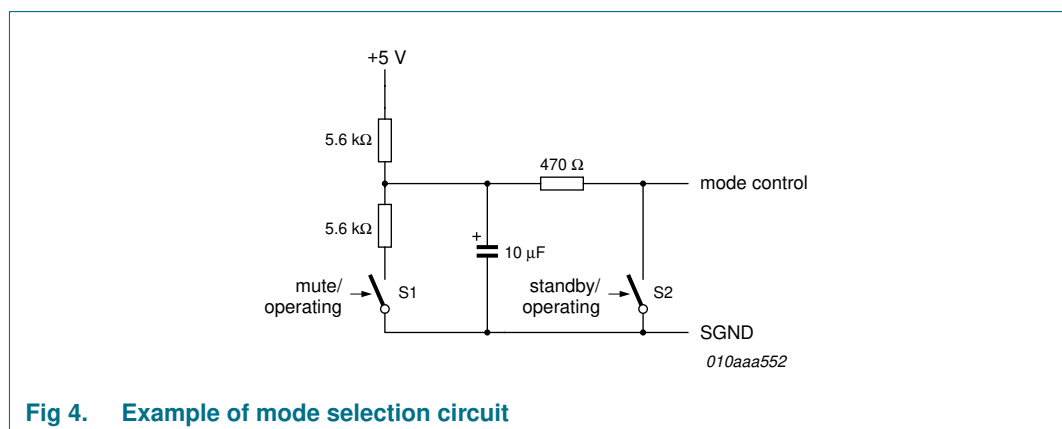 +5 V
5.6 kΩ
470 Ω
mode control
5.6 kΩ
+
10 μF
mute/
operating
S1
standby/
operating
S2
SGND
010aaa552
Fig 4. Example of mode selection circuit